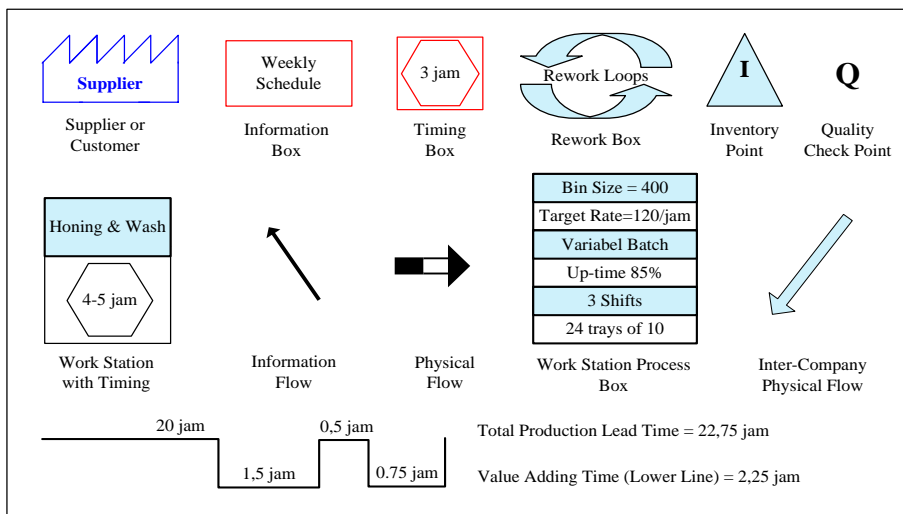 Supplier
Supplier or
Customer
Weekly
Schedule
Information
Box
3 jam
Timing
Box
Rework Loops
Rework Box
I
Inventory
Point
Q
Quality
Check Point
Honing & Wash
4-5 jam
Work Station
with Timing
Information
Flow
Physical
Flow
Bin Size = 400
Target Rate=120/jam
Variabel Batch
Up-time 85%
3 Shifts
24 trays of 10
Work Station Process
Box
Inter-Company
Physical Flow
20 jam
1,5 jam
0,5 jam
0.75 jam
Total Production Lead Time = 22,75 jam
Value Adding Time (Lower Line) = 2,25 jam